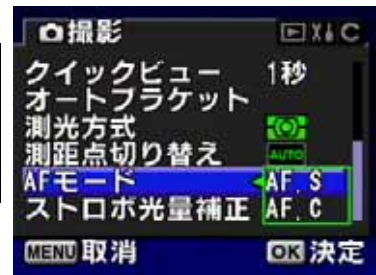 撮影 C
クイックビュー 1秒
オートブラケット
測光方式
測距点切り替え AUTO
AFモード AF.S
ストロボ光量補正 AF.C
MENU 取消 OK 決定